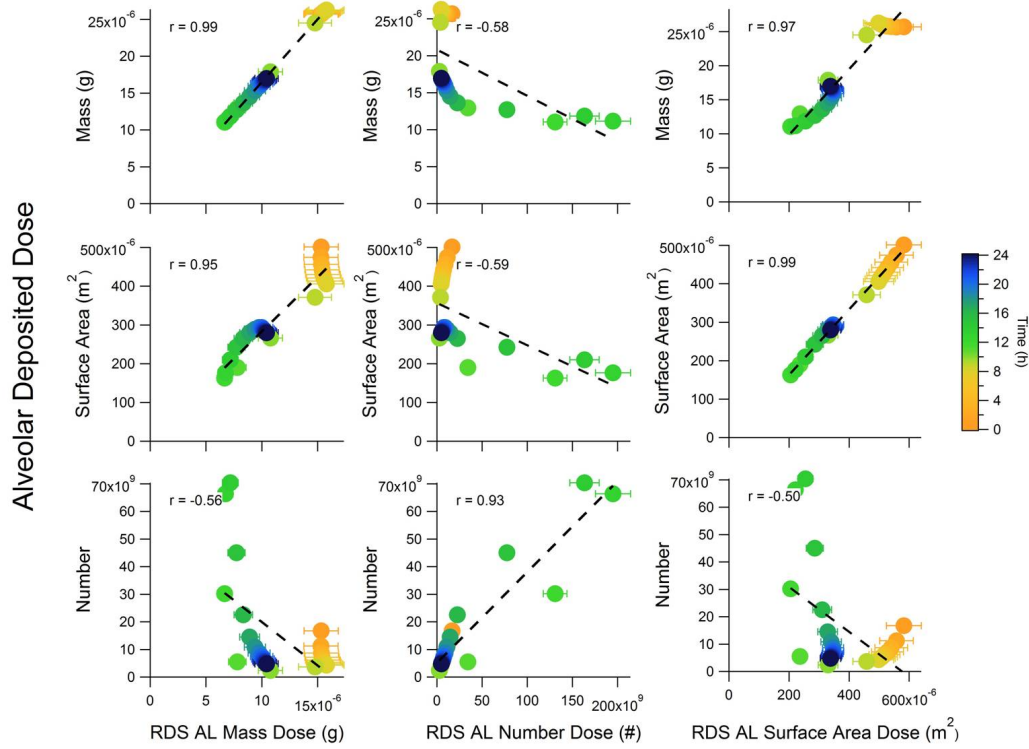 Alveolar Deposited Dose
Mass (g)
25x10⁻⁶
20
15
10
5
0
r = 0.99
Mass (g)
25x10⁻⁶
20
15
10
5
0
r = -0.58
Mass (g)
25x10⁻⁶
20
15
10
5
0
r = 0.97
Surface Area (m²)
500x10⁻⁶
400
300
200
100
0
r = 0.95
Surface Area (m²)
500x10⁻⁶
400
300
200
100
0
r = -0.59
Surface Area (m²)
500x10⁻⁶
400
300
200
100
0
r = 0.99
24
20
16
12
8
4
0
Time (h)
Number
70x10⁹
60
50
40
30
20
10
0
r = -0.56
0
5
10
15x10⁻⁶
RDS AL Mass Dose (g)
Number
70x10⁹
60
50
40
30
20
10
0
r = 0.93
0
50
100
150
200x10⁹
RDS AL Number Dose (#)
Number
70x10⁹
60
50
40
30
20
10
0
r = -0.50
0
200
400
600x10⁻⁶
RDS AL Surface Area Dose (m²)